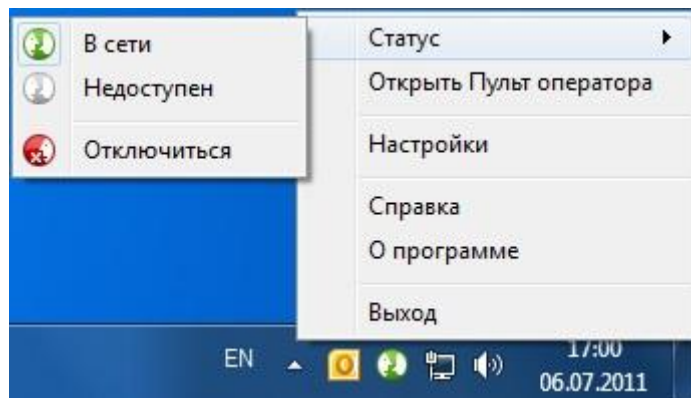 В сети
Недоступен
Отключиться
Статус
Открыть Пульт оператора
Настройки
Справка
О программе
Выход
EN
17:00
06.07.2011